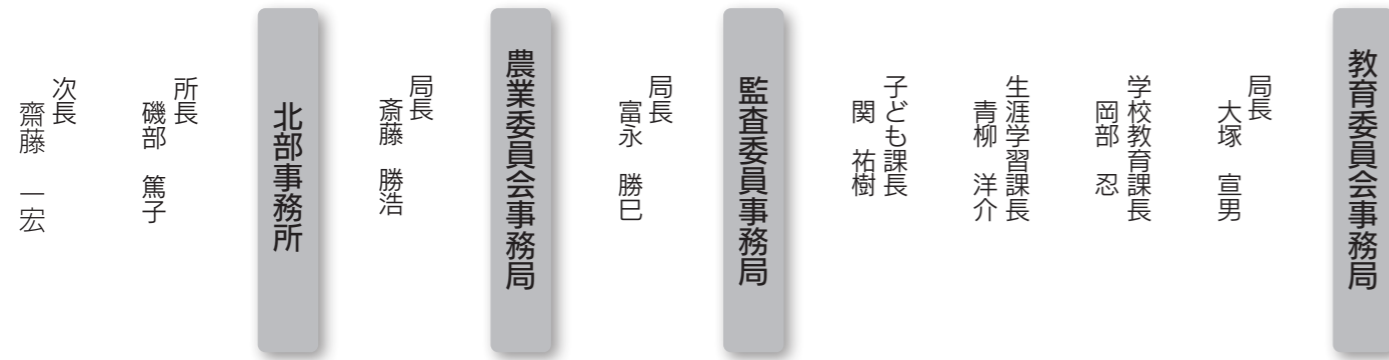 教育委員会事務局
局長
大塚 宣男
学校教育課長
岡部 忍
生涯学習課長
青柳 洋介
子ども課長
関 祐樹
監査委員事務局
局長
富永 勝巳
農業委員会事務局
局長
斎藤 勝浩
北部事務所
所長
磯部 篤子
次長
齋藤 一宏